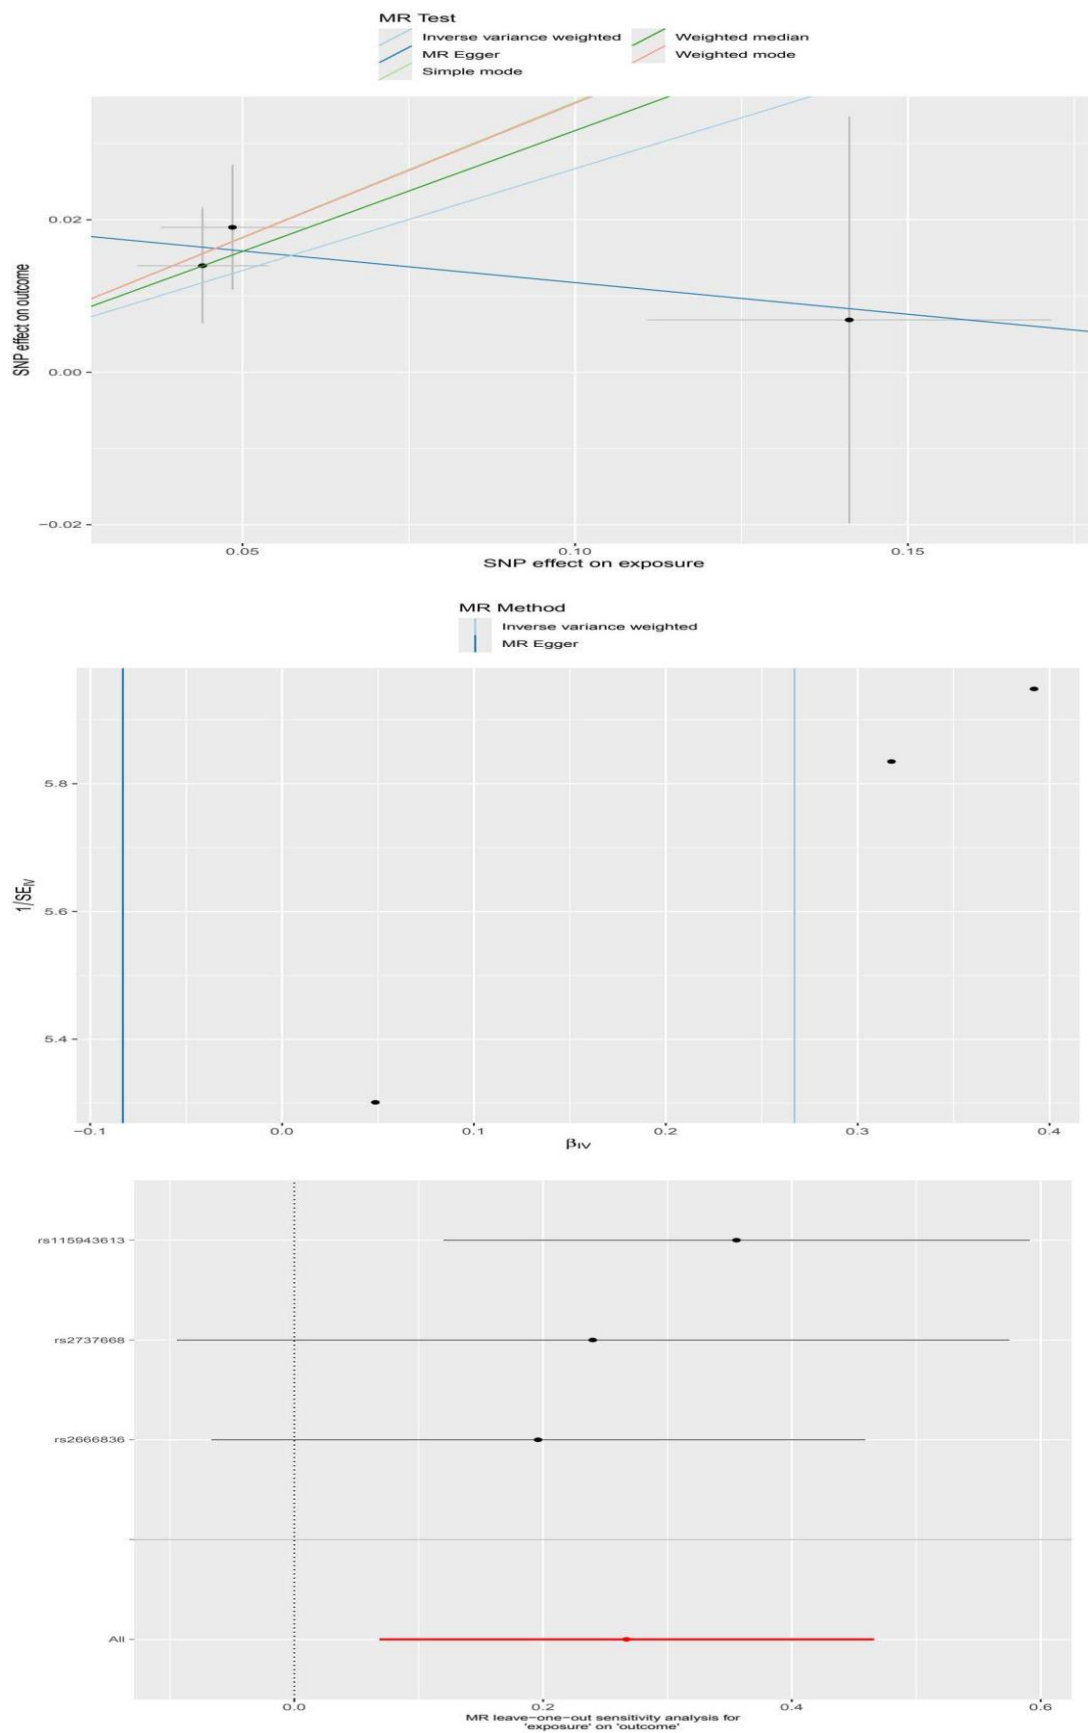 MR Test
Inverse variance weighted
Weighted median
MR Egger
Weighted mode
Simple mode
SNP effect on outcome
0.02
0.00
−0.02
0.05
0.10
0.15
SNP effect on exposure
MR Method
Inverse variance weighted
MR Egger
1/SEIV
5.8
5.6
5.4
−0.1
0.0
0.1
0.2
0.3
0.4
βIV
rs115943613
rs2737668
rs2666836
All
0.0
0.2
0.4
0.6
MR leave−one−out sensitivity analysis for
'exposure' on 'outcome'